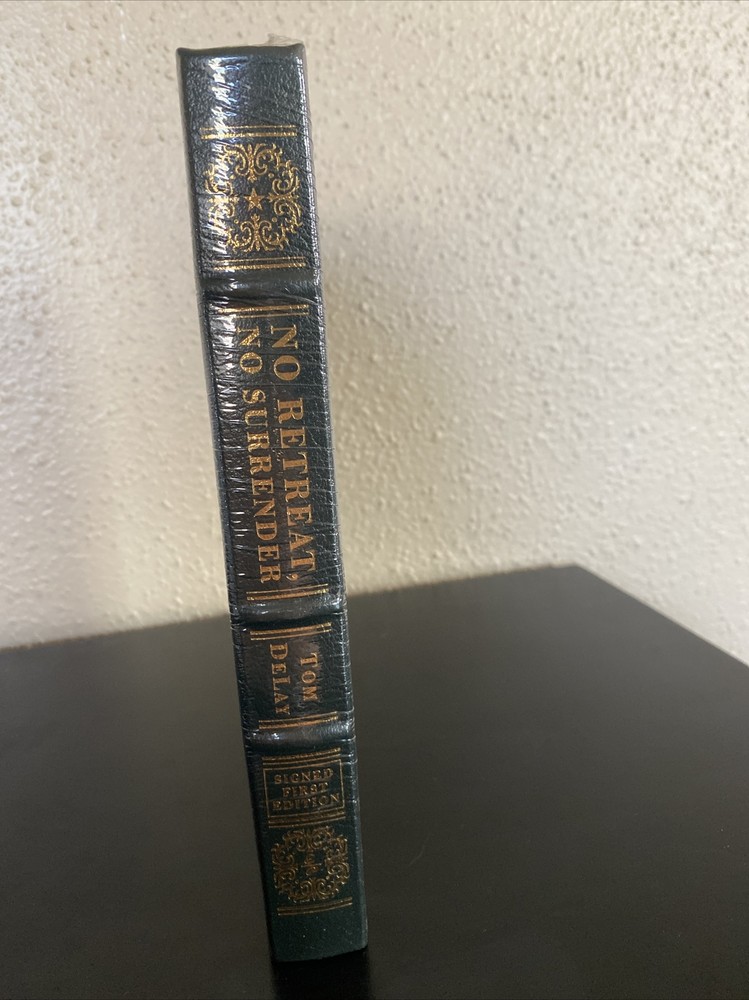 NO RETREAT,
NO SURRENDER
TOM
DELAY
SIGNED
FIRST
EDITION